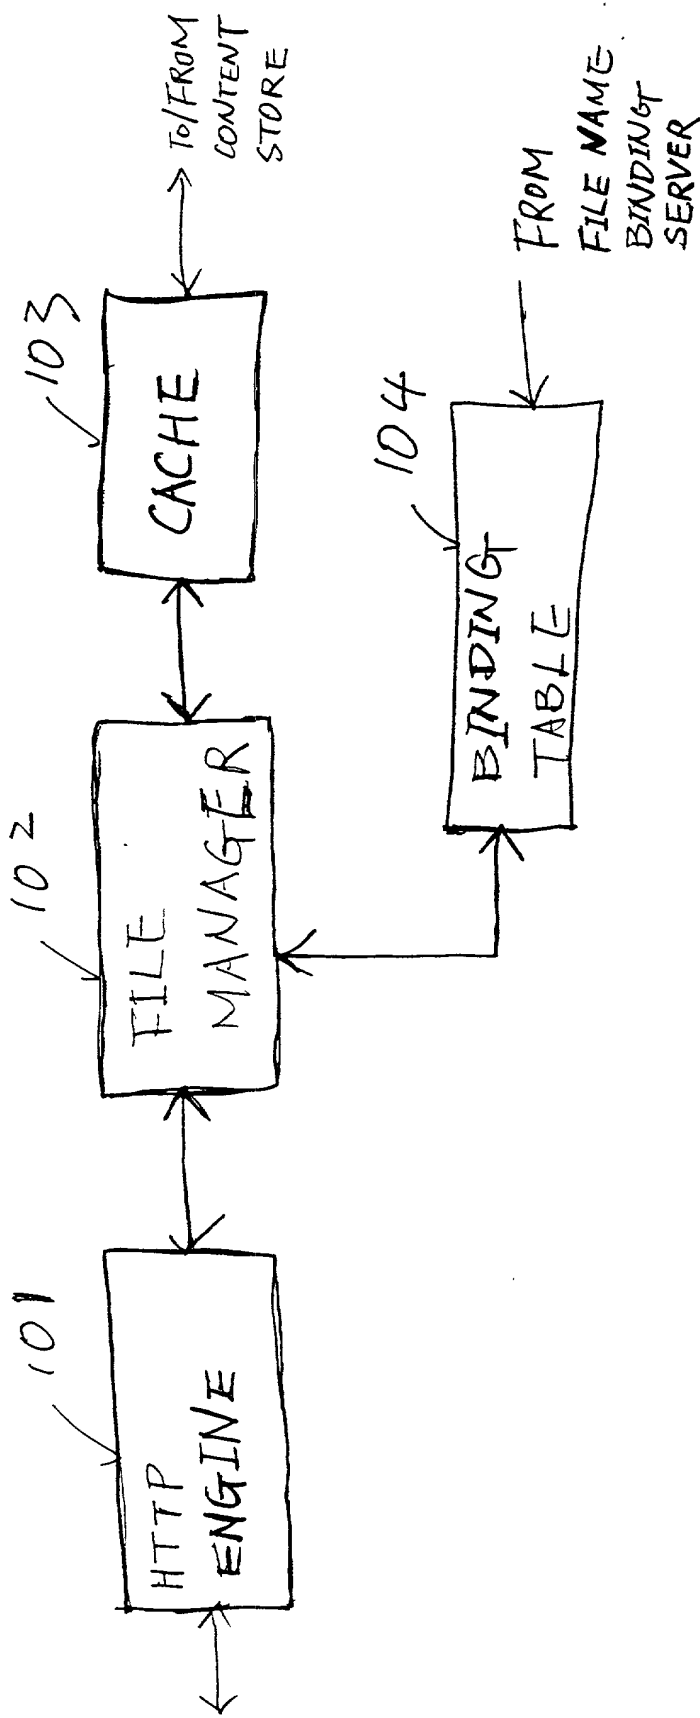 101
HTTP
ENGINE
102
FILE
MANAGER
103
CACHE
To/FROM
CONTENT
STORE
104
BINDING
TABLE
FROM
FILE NAME
BINDING
SERVER